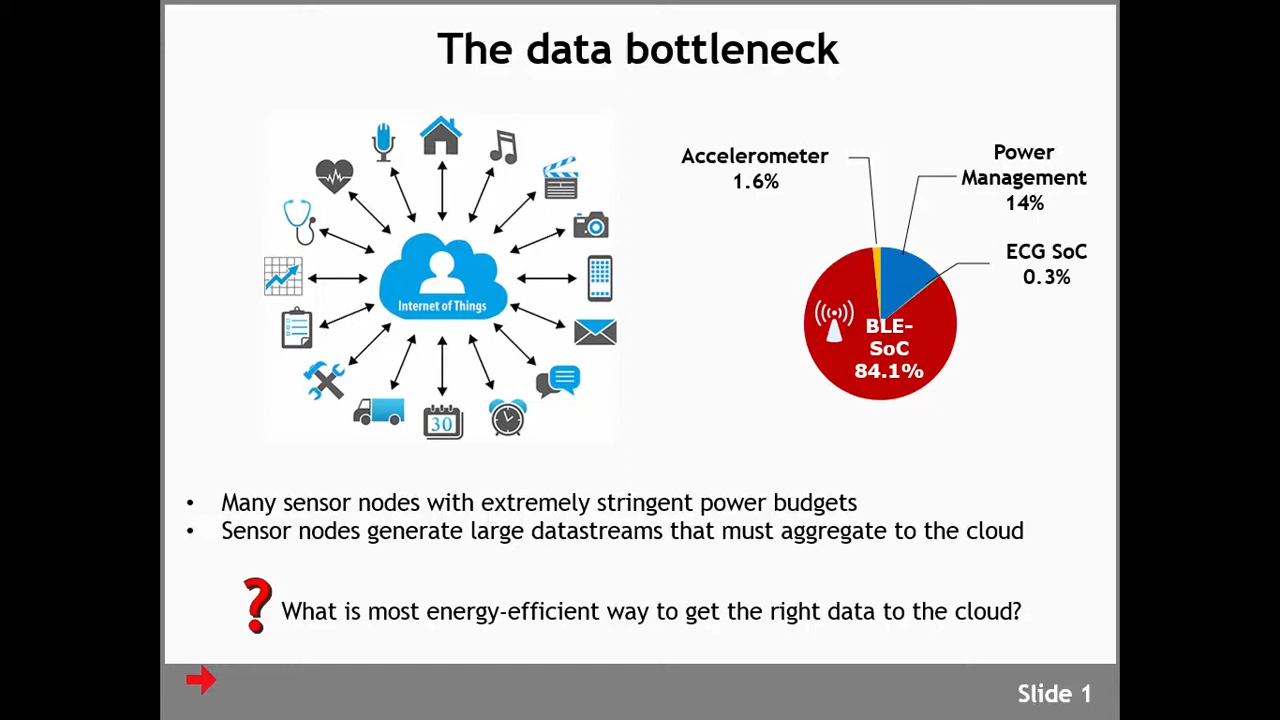 The data bottleneck
Internet of Things
30
Accelerometer
1.6%
Power
Management
14%
ECG SoC
0.3%
BLE-
SoC
84.1%
• Many sensor nodes with extremely stringent power budgets
• Sensor nodes generate large datastreams that must aggregate to the cloud
? What is most energy-efficient way to get the right data to the cloud?
Slide 1